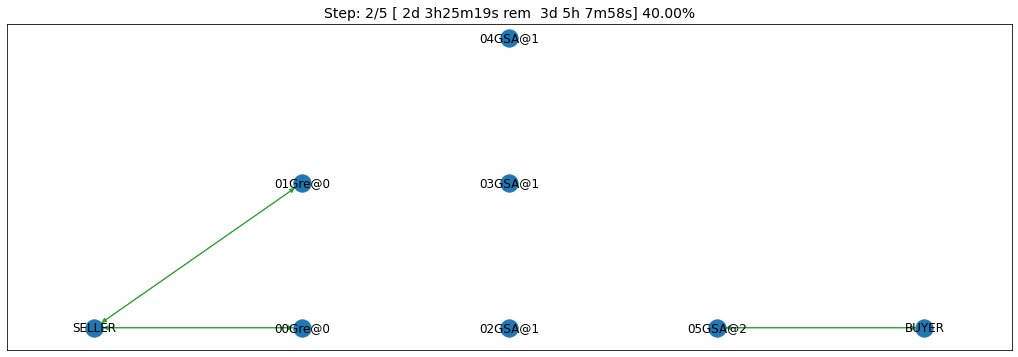 Step: 2/5 [ 2d 3h25m19s rem  3d 5h 7m58s] 40.00%
04GSA@1
01Gre@0
03GSA@1
SELLER
00Gre@0
02GSA@1
05GSA@2
BUYER